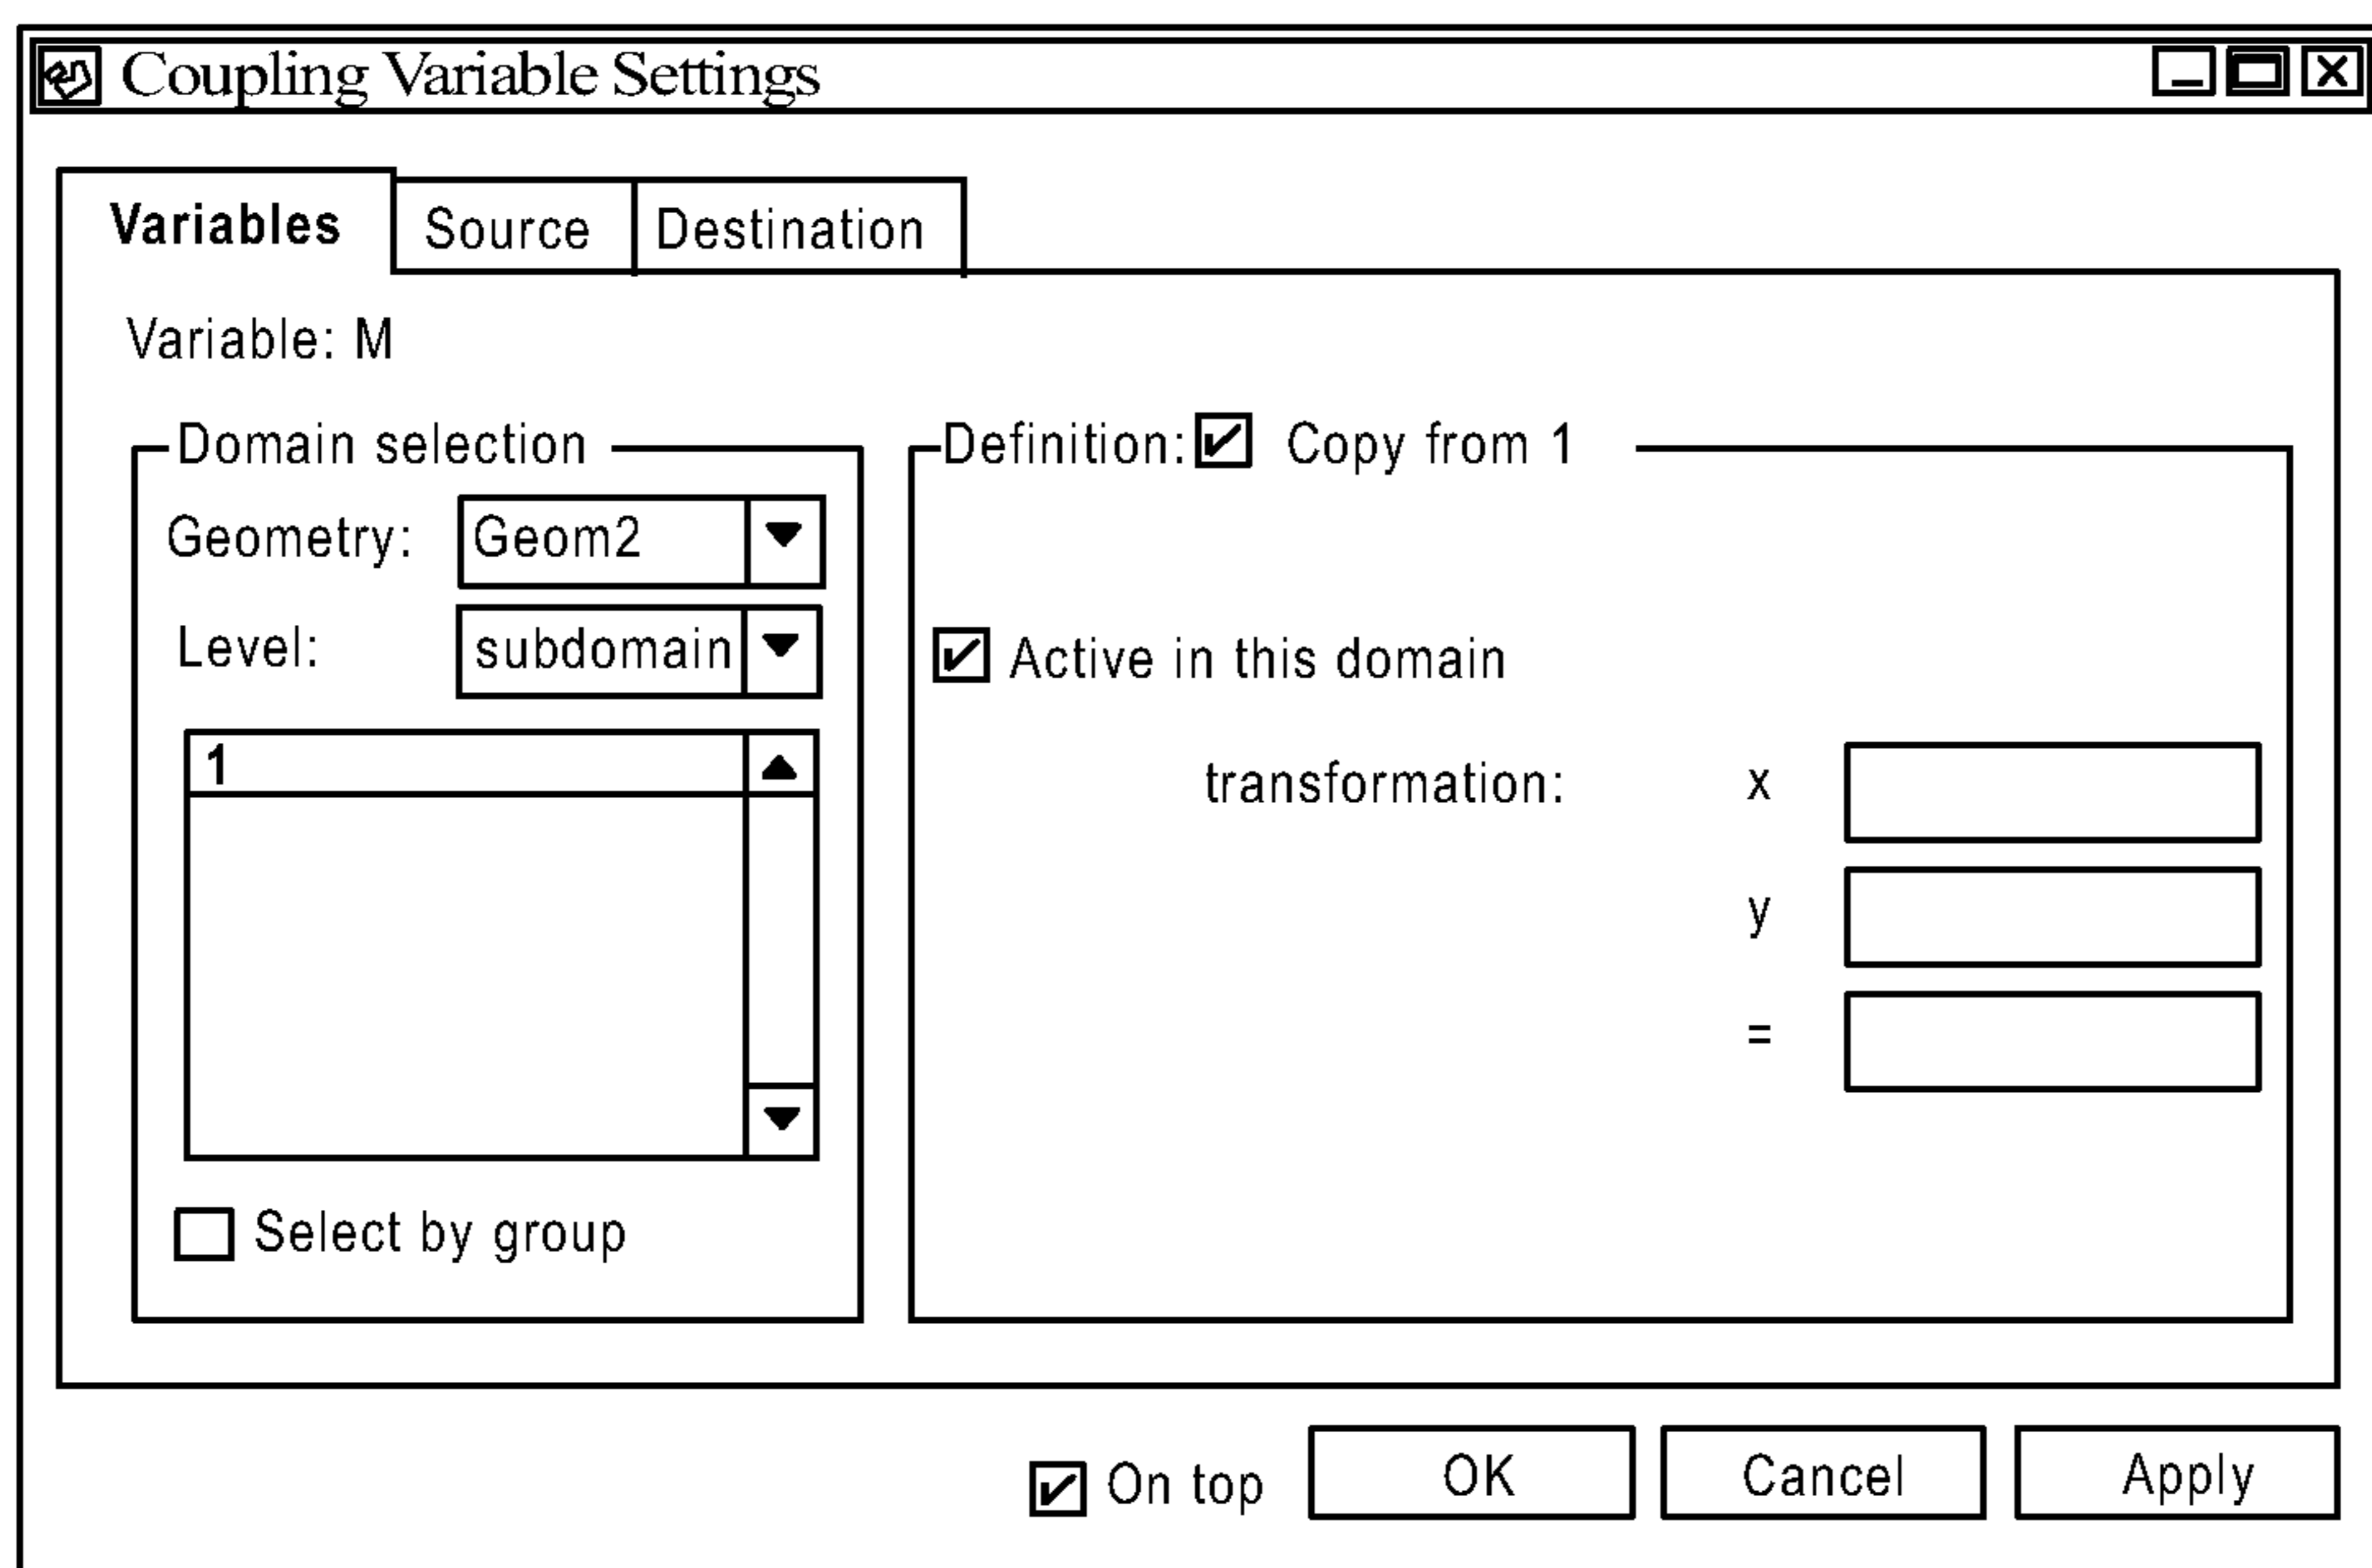 Coupling Variable Settings
Variables Source Destination
Variable: M
Domain selection
Geometry: Geom2
Level: subdomain
1
Select by group
Definition: Copy from 1
Active in this domain
transformation: x
y
=
On top OK Cancel Apply